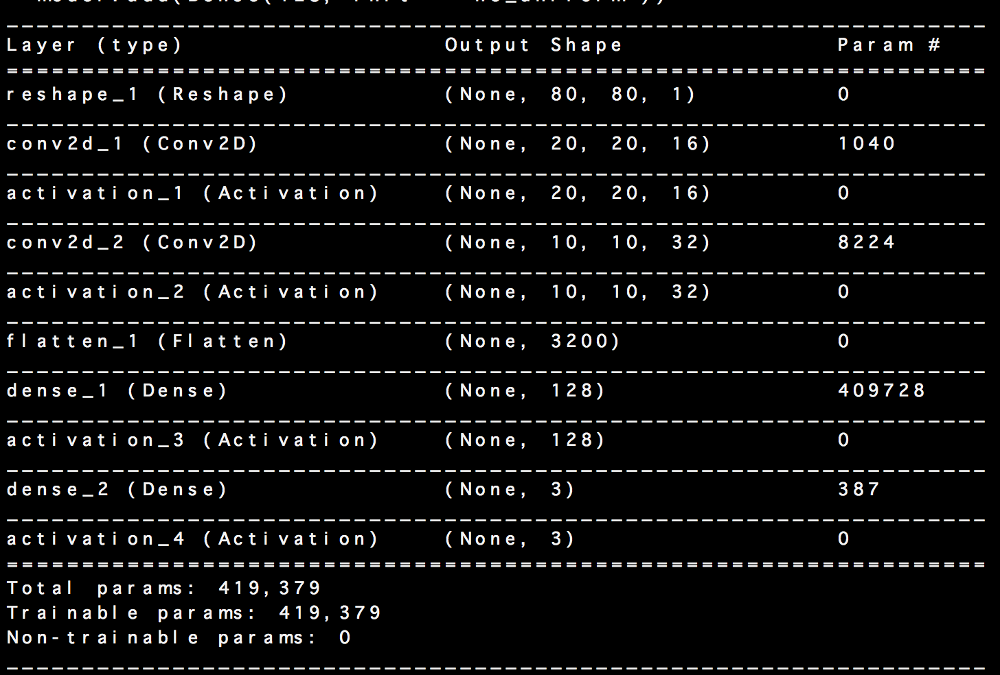 ____________________________________________________________________
Layer (type)                 Output Shape              Param #
=================================================================
reshape_1 (Reshape)          (None, 80, 80, 1)         0
_________________________________________________________________
conv2d_1 (Conv2D)            (None, 20, 20, 16)        1040
_________________________________________________________________
activation_1 (Activation)    (None, 20, 20, 16)        0
_________________________________________________________________
conv2d_2 (Conv2D)            (None, 10, 10, 32)        8224
_________________________________________________________________
activation_2 (Activation)    (None, 10, 10, 32)        0
_________________________________________________________________
flatten_1 (Flatten)          (None, 3200)              0
_________________________________________________________________
dense_1 (Dense)              (None, 128)               409728
_________________________________________________________________
activation_3 (Activation)    (None, 128)               0
_________________________________________________________________
dense_2 (Dense)              (None, 3)                 387
_________________________________________________________________
activation_4 (Activation)    (None, 3)                 0
=================================================================
Total params: 419,379
Trainable params: 419,379
Non-trainable params: 0
_________________________________________________________________